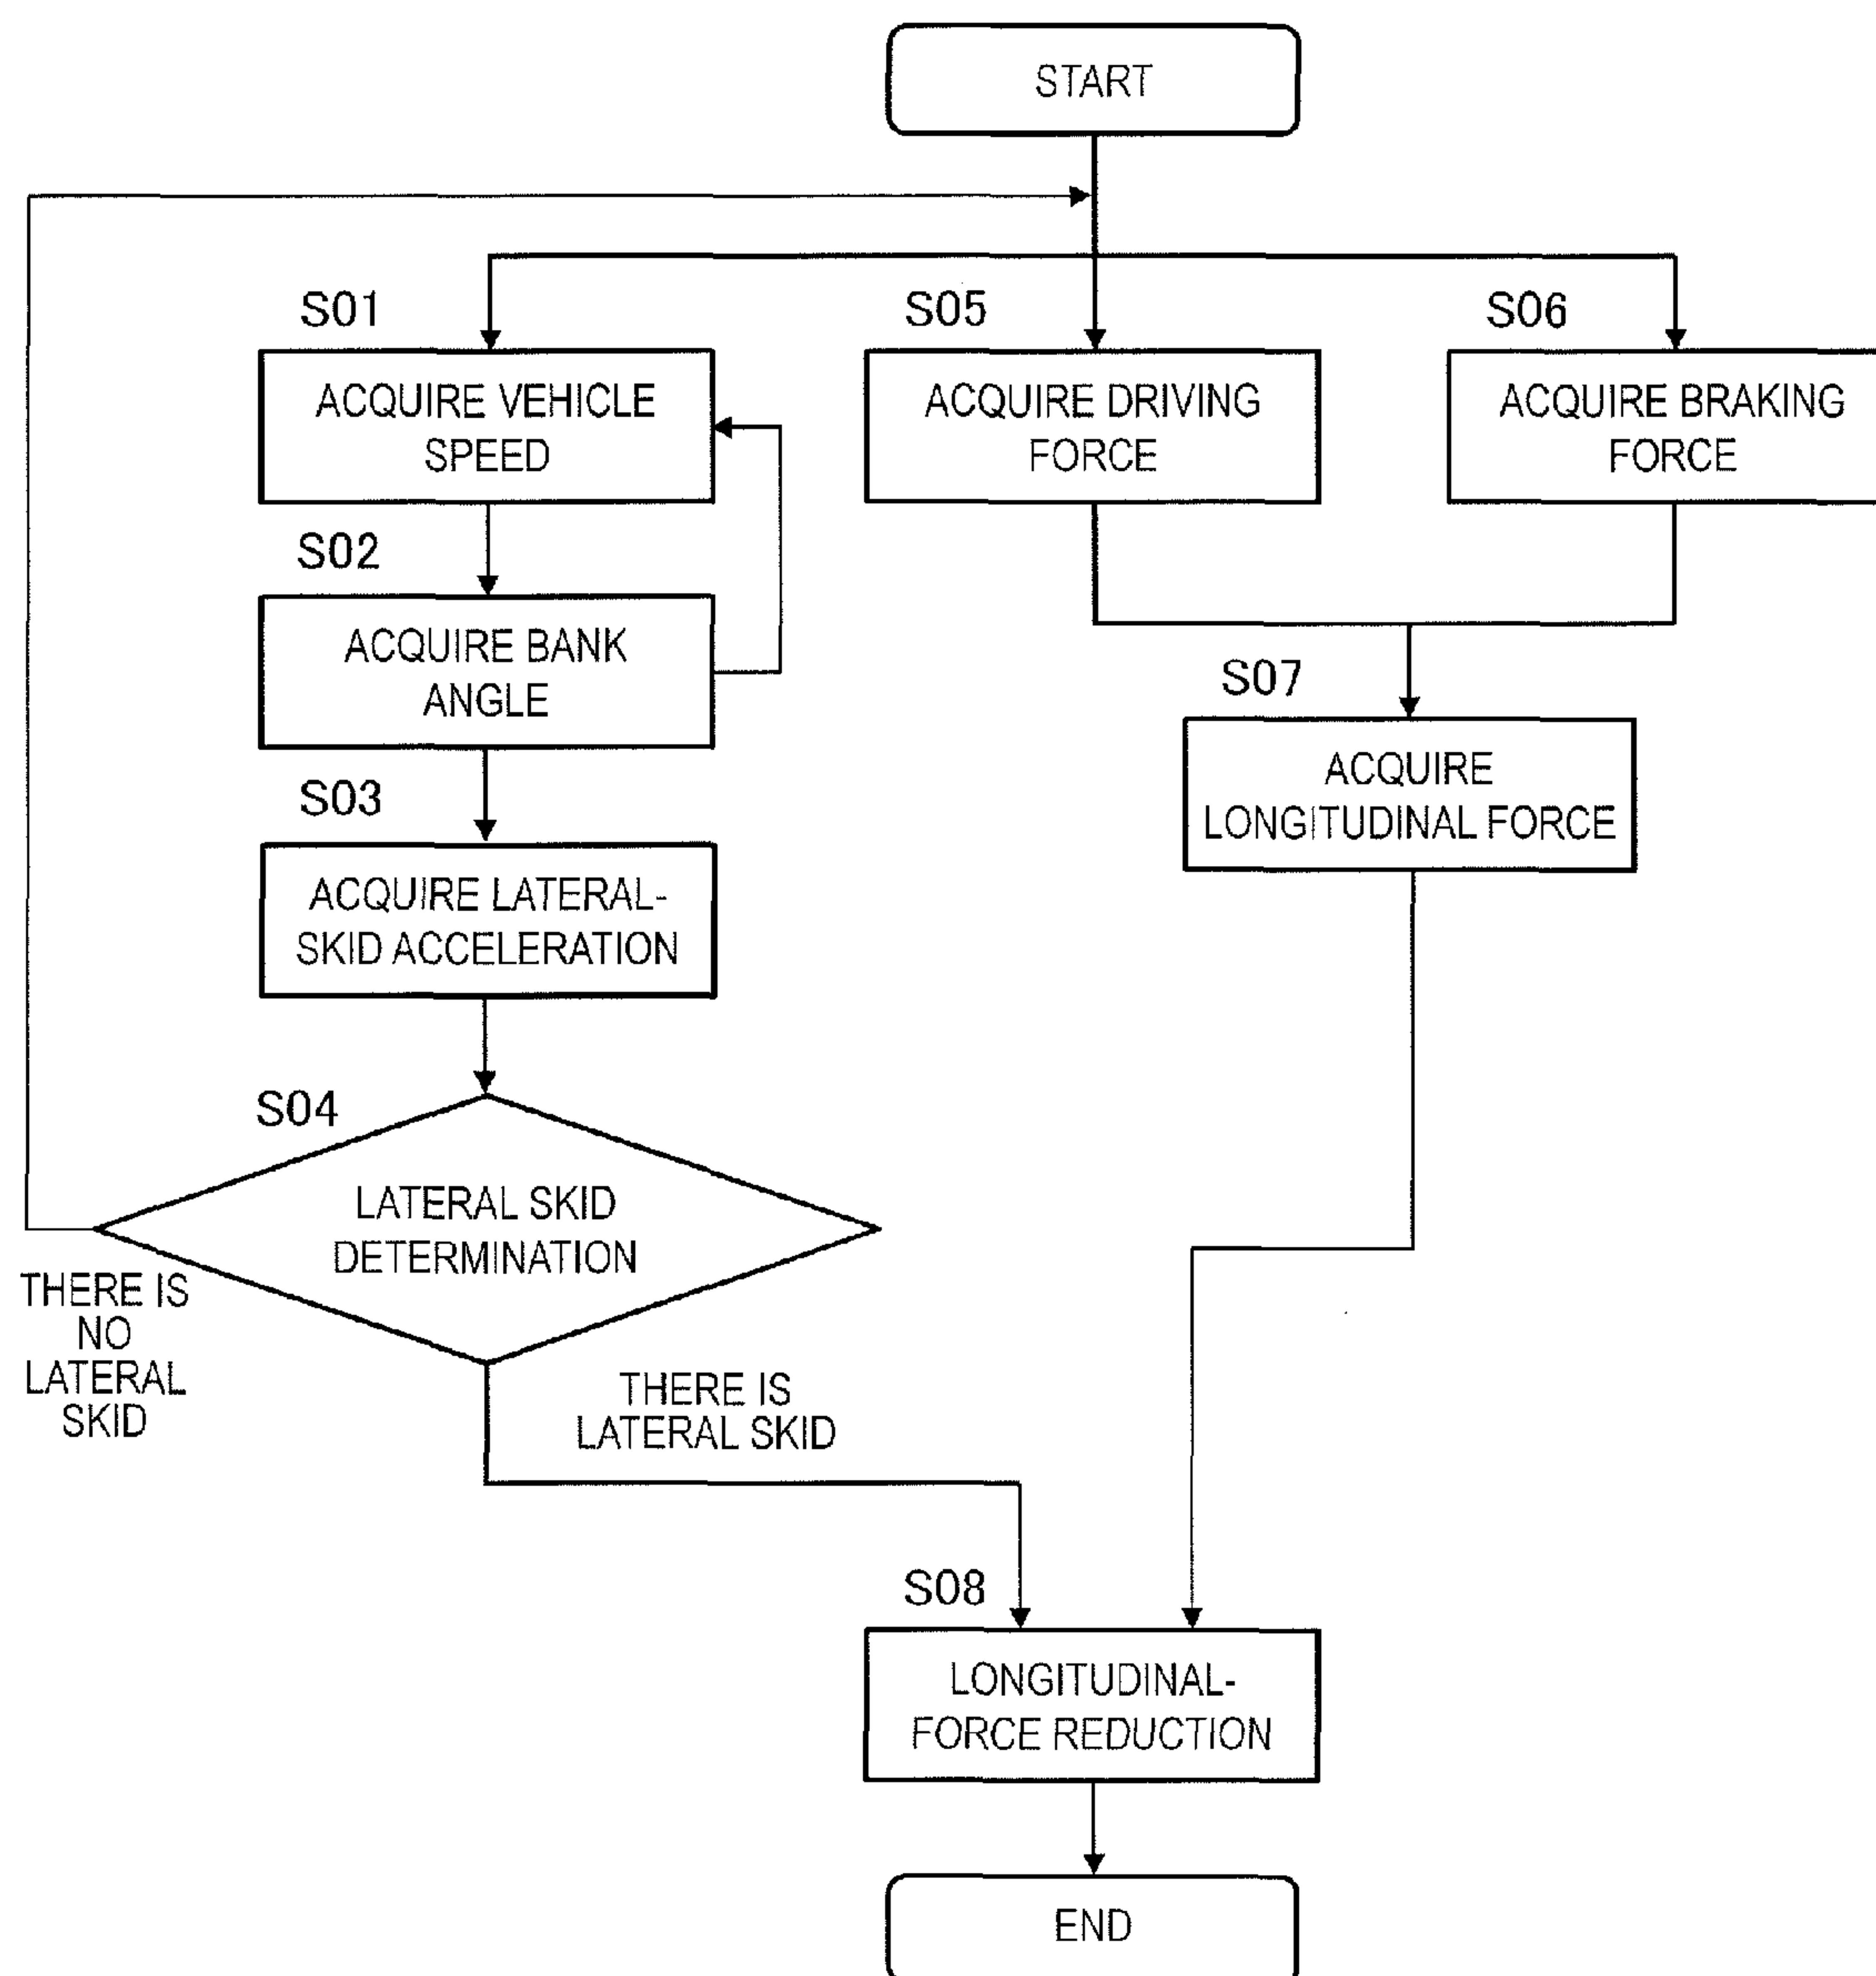 START
S01
ACQUIRE VEHICLE
SPEED
S02
ACQUIRE BANK
ANGLE
S03
ACQUIRE LATERAL-
SKID ACCELERATION
S04
LATERAL SKID
DETERMINATION
THERE IS
NO
LATERAL
SKID
THERE IS
LATERAL SKID
S05
ACQUIRE DRIVING
FORCE
S06
ACQUIRE BRAKING
FORCE
S07
ACQUIRE
LONGITUDINAL FORCE
S08
LONGITUDINAL-
FORCE REDUCTION
END